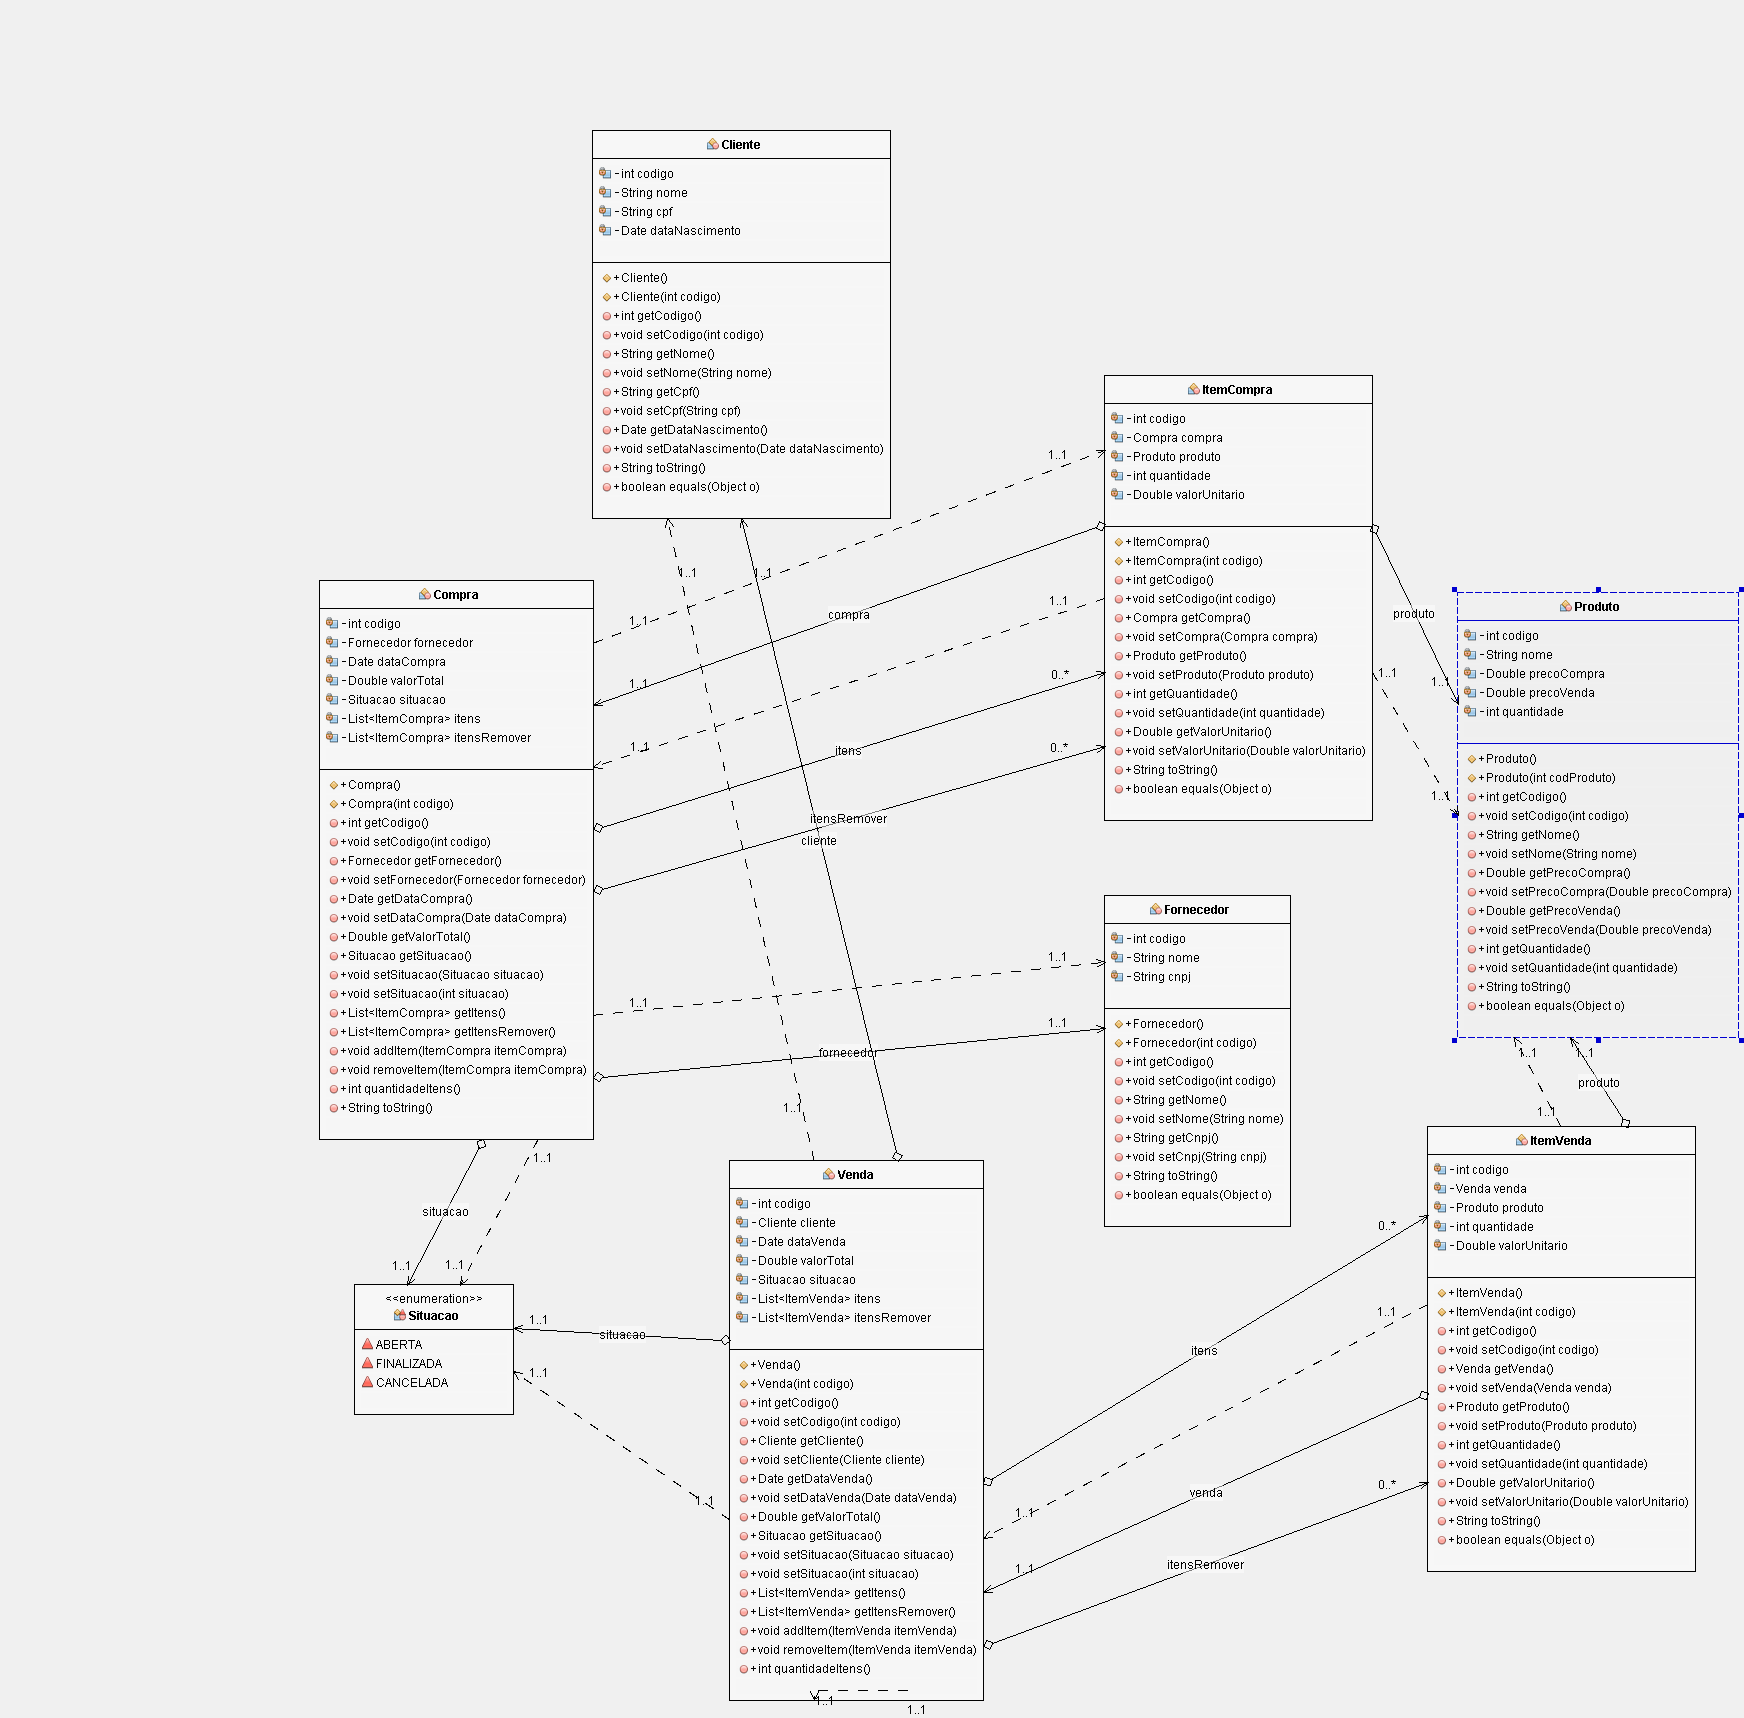 Cliente
-int codigo
-String nome
-String cpf
-Date dataNascimento
+Cliente()
+Cliente(int codigo)
+int getCodigo()
+void setCodigo(int codigo)
+String getNome()
+void setNome(String nome)
+String getCpf()
+void setCpf(String cpf)
+Date getDataNascimento()
+void setDataNascimento(Date dataNascimento)
+String toString()
+boolean equals(Object o)
ItemCompra
-int codigo
-Compra compra
-Produto produto
-int quantidade
-Double valorUnitario
+ItemCompra()
+ItemCompra(int codigo)
+int getCodigo()
+void setCodigo(int codigo)
+Compra getCompra()
+void setCompra(Compra compra)
+Produto getProduto()
+void setProduto(Produto produto)
+int getQuantidade()
+void setQuantidade(int quantidade)
+Double getValorUnitario()
+void setValorUnitario(Double valorUnitario)
+String toString()
+boolean equals(Object o)
Compra
-int codigo
-Fornecedor fornecedor
-Date dataCompra
-Double valorTotal
-Situacao situacao
-List<ItemCompra> itens
-List<ItemCompra> itensRemover
+Compra()
+Compra(int codigo)
+int getCodigo()
+void setCodigo(int codigo)
+Fornecedor getFornecedor()
+void setFornecedor(Fornecedor fornecedor)
+Date getDataCompra()
+void setDataCompra(Date dataCompra)
+Double getValorTotal()
+Situacao getSituacao()
+void setSituacao(Situacao situacao)
+void setSituacao(int situacao)
+List<ItemCompra> getItens()
+List<ItemCompra> getItensRemover()
+void addItem(ItemCompra itemCompra)
+void removeItem(ItemCompra itemCompra)
+int quantidadeItens()
+String toString()
Produto
-int codigo
-String nome
-Double precoCompra
-Double precoVenda
-int quantidade
+Produto()
+Produto(int codProduto)
+int getCodigo()
+void setCodigo(int codigo)
+String getNome()
+void setNome(String nome)
+Double getPrecoCompra()
+void setPrecoCompra(Double precoCompra)
+Double getPrecoVenda()
+void setPrecoVenda(Double precoVenda)
+int getQuantidade()
+void setQuantidade(int quantidade)
+String toString()
+boolean equals(Object o)
Fornecedor
-int codigo
-String nome
-String cnpj
+Fornecedor()
+Fornecedor(int codigo)
+int getCodigo()
+void setCodigo(int codigo)
+String getNome()
+void setNome(String nome)
+String getCnpj()
+void setCnpj(String cnpj)
+String toString()
+boolean equals(Object o)
Venda
-int codigo
-Cliente cliente
-Date dataVenda
-Double valorTotal
-Situacao situacao
-List<ItemVenda> itens
-List<ItemVenda> itensRemover
+Venda()
+Venda(int codigo)
+int getCodigo()
+void setCodigo(int codigo)
+Cliente getCliente()
+void setCliente(Cliente cliente)
+Date getDataVenda()
+void setDataVenda(Date dataVenda)
+Double getValorTotal()
+Situacao getSituacao()
+void setSituacao(Situacao situacao)
+void setSituacao(int situacao)
+List<ItemVenda> getItens()
+List<ItemVenda> getItensRemover()
+void addItem(ItemVenda itemVenda)
+void removeItem(ItemVenda itemVenda)
+int quantidadeItens()
ItemVenda
-int codigo
-Venda venda
-Produto produto
-int quantidade
-Double valorUnitario
+ItemVenda()
+ItemVenda(int codigo)
+int getCodigo()
+void setCodigo(int codigo)
+Venda getVenda()
+void setVenda(Venda venda)
+Produto getProduto()
+void setProduto(Produto produto)
+int getQuantidade()
+void setQuantidade(int quantidade)
+Double getValorUnitario()
+void setValorUnitario(Double valorUnitario)
+String toString()
+boolean equals(Object o)
<<enumeration>>
Situacao
ABERTA
FINALIZADA
CANCELADA
1..1
1..1
1..1
1..1
compra
1..1
1..1
1..1
itens
0..*
itensRemover
0..*
cliente
produto
1..1
1..1
1..1
1..1
1..1
fornecedor
1..1
1..1
1..1
1..1
produto
1..1
situacao
1..1
1..1
1..1
situacao
1..1
1..1
1..1
itens
0..*
1..1
1..1
venda
1..1
itensRemover
0..*
1..1
1..1